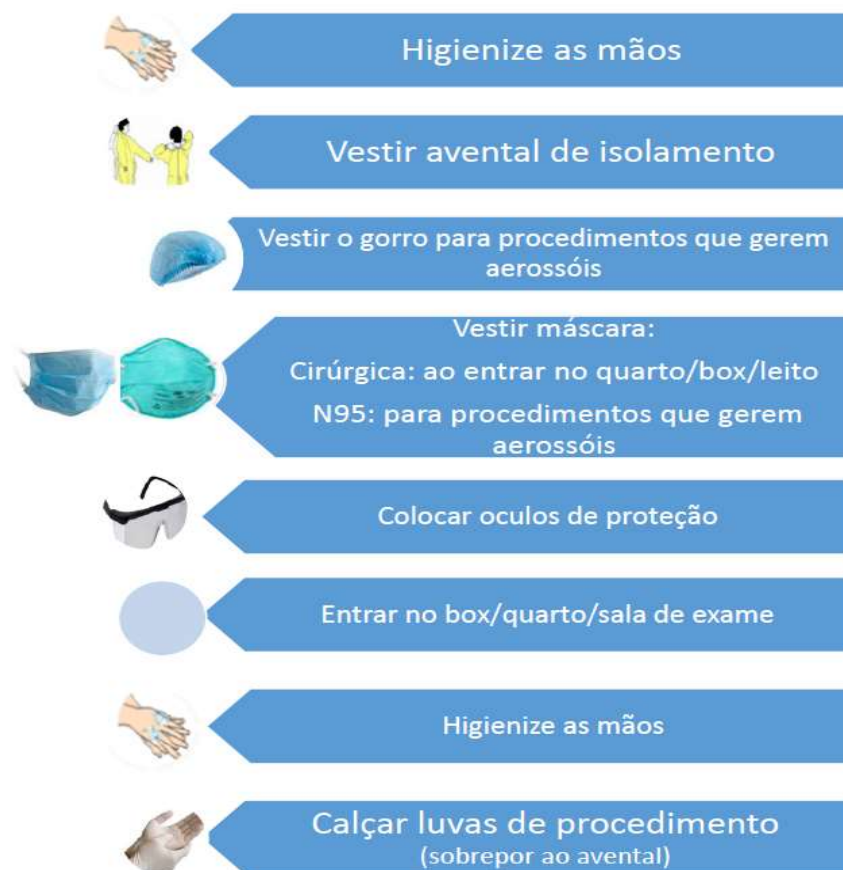 Higienize as mãos
Vestir avental de isolamento
Vestir o gorro para procedimentos que gerem
aerossóis
Vestir máscara:
Cirúrgica: ao entrar no quarto/box/leito
N95: para procedimentos que gerem
aerossóis
Colocar oculos de proteção
Entrar no box/quarto/sala de exame
Higienize as mãos
Calçar luvas de procedimento
(sobrepor ao avental)